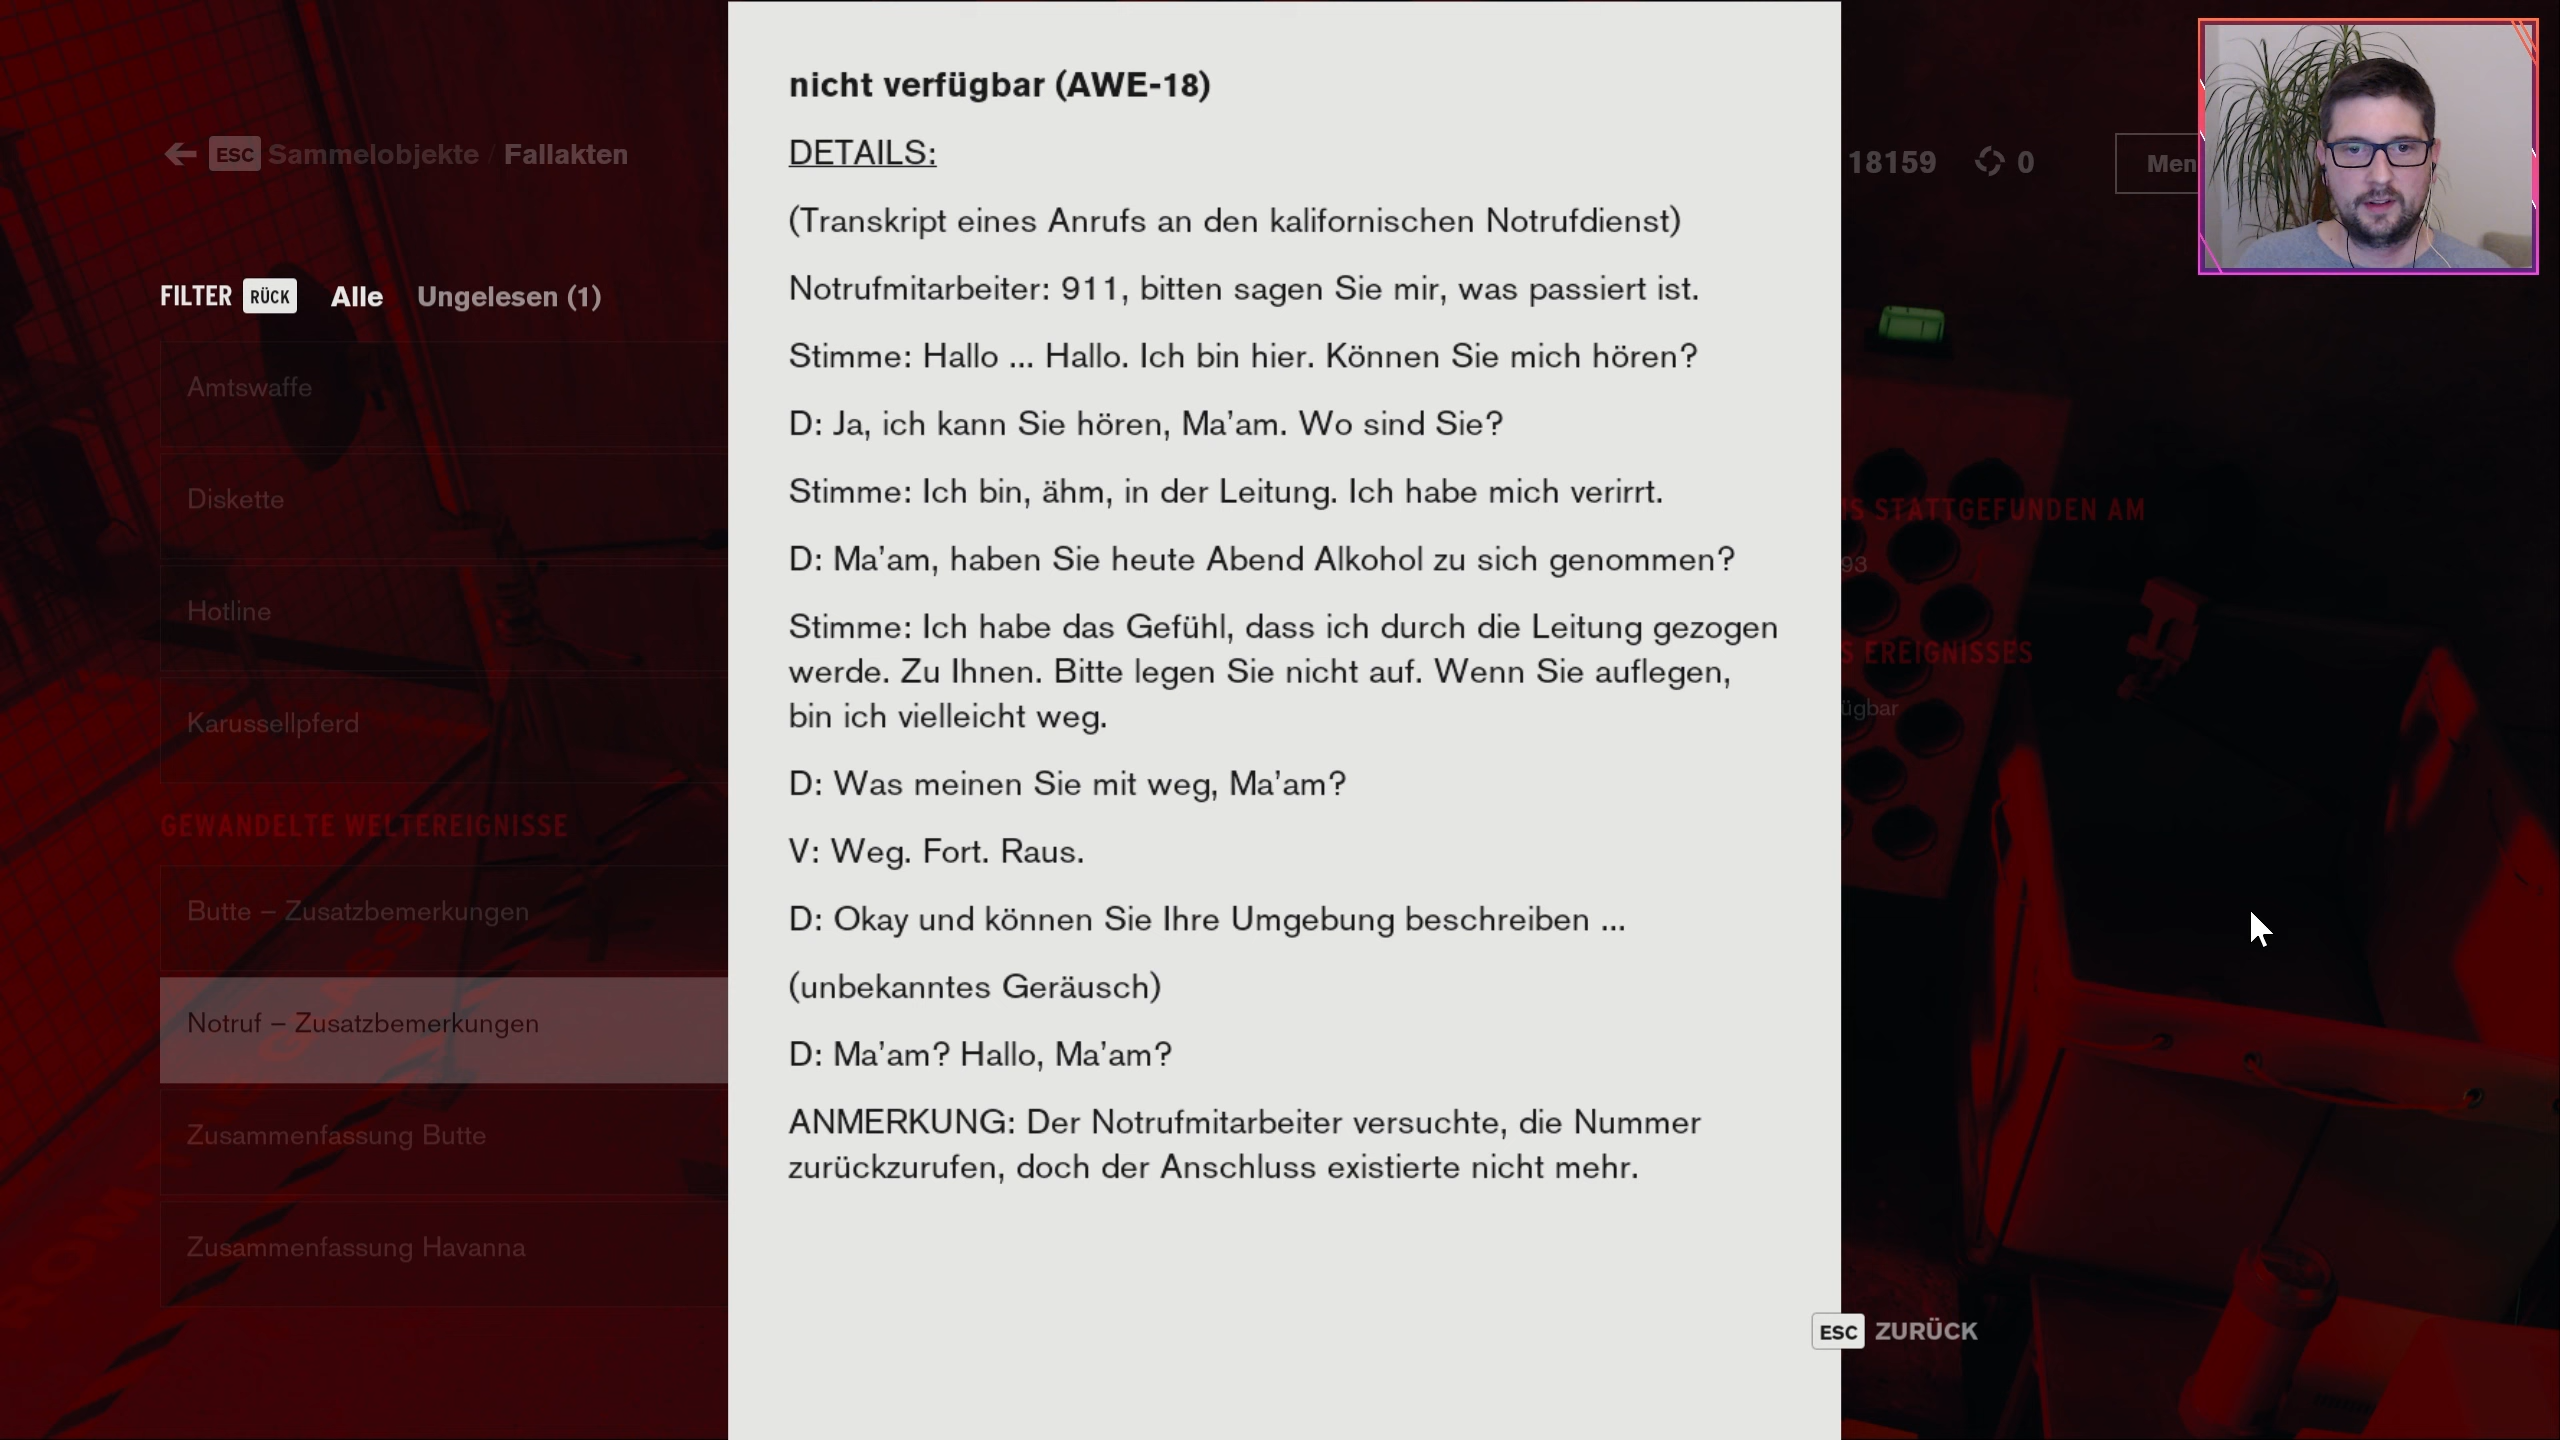 nicht verfügbar (AWE-18)
DETAILS:
(Transkript eines Anrufs an den kalifornischen Notrufdienst)
Notrufmitarbeiter: 911, bitten sagen Sie mir, was passiert ist.
Stimme: Hallo ... Hallo. Ich bin hier. Können Sie mich hören?
D: Ja, ich kann Sie hören, Ma’am. Wo sind Sie?
Stimme: Ich bin, ähm, in der Leitung. Ich habe mich verirrt.
D: Ma’am, haben Sie heute Abend Alkohol zu sich genommen?
Stimme: Ich habe das Gefühl, dass ich durch die Leitung gezogen
werde. Zu Ihnen. Bitte legen Sie nicht auf. Wenn Sie auflegen,
bin ich vielleicht weg.
D: Was meinen Sie mit weg, Ma’am?
V: Weg. Fort. Raus.
D: Okay und können Sie Ihre Umgebung beschreiben ...
(unbekanntes Geräusch)
D: Ma’am? Hallo, Ma’am?
ANMERKUNG: Der Notrufmitarbeiter versuchte, die Nummer
zurückzurufen, doch der Anschluss existierte nicht mehr.
ESC ZURÜCK
ESC Sammelobjekte / Fallakten
FILTER RÜCK Alle Ungelesen (1)
Amtswaffe
Diskette
Hotline
Karussellpferd
GEWANDELTE WELTEREIGNISSE
Butte – Zusatzbemerkungen
Notruf – Zusatzbemerkungen
Zusammenfassung Butte
Zusammenfassung Havanna
18159 0
Men
S STATTGEFUNDEN AM
93
S EREIGNISSES
ügbar